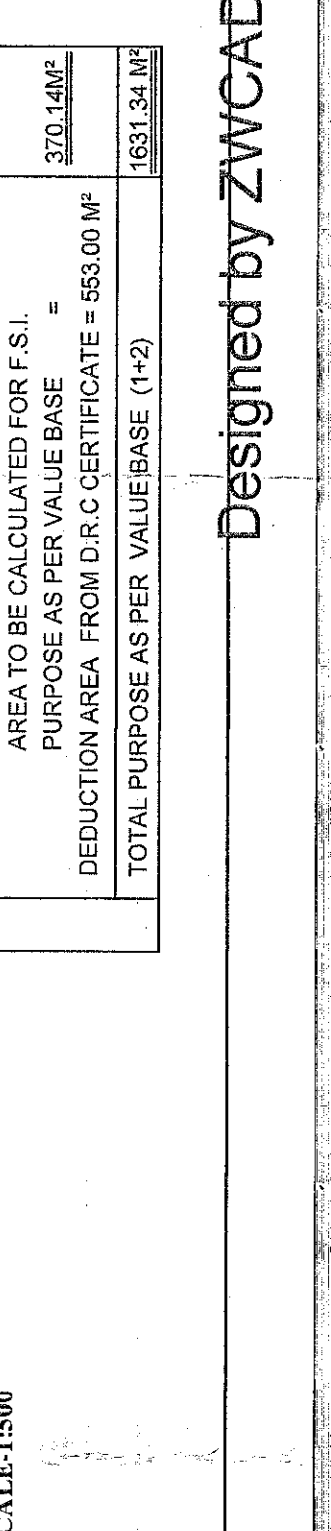 AREA TO BE CALCULATED FOR F.S.I.
PURPOSE AS PER VALUE BASE = 370.14M²
DEDUCTION AREA FROM D.R.C CERTIFICATE = 553.00 M²
TOTAL PURPOSE AS PER VALUE BASE (1+2) 1631.34 M²
CALE-1:500
Designed by ZWCAD